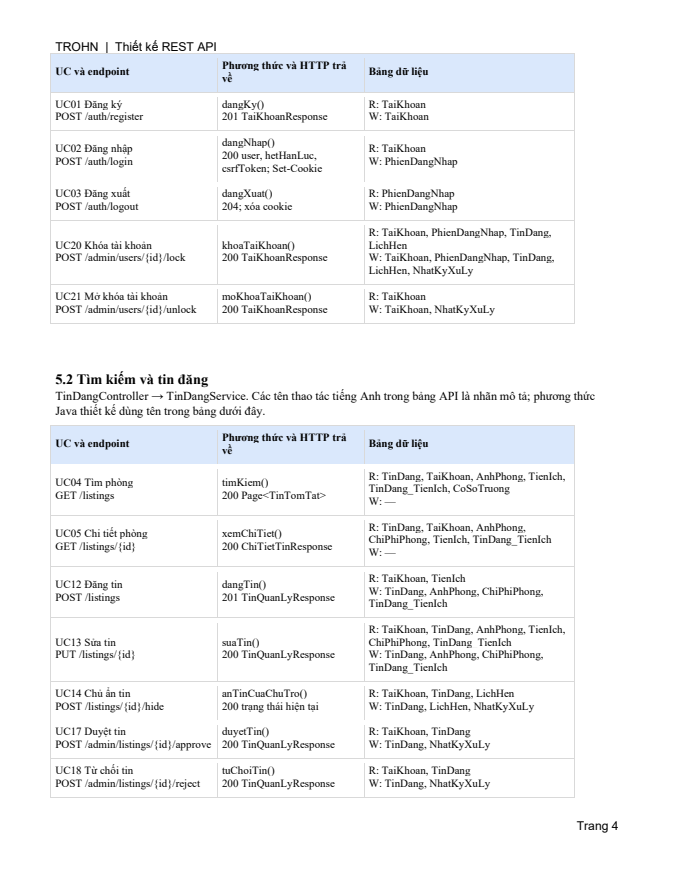 TROHN | Thiết kế REST API
UC và endpoint
Phương thức và HTTP trả
về
Bảng dữ liệu
UC01 Đăng ký
POST /auth/register
dangKy()
201 TaiKhoanResponse
R: TaiKhoan
W: TaiKhoan
UC02 Đăng nhập
POST /auth/login
dangNhap()
200 user, hetHanLuc,
csrfToken; Set-Cookie
R: TaiKhoan
W: PhienDangNhap
UC03 Đăng xuất
POST /auth/logout
dangXuat()
204; xóa cookie
R: PhienDangNhap
W: PhienDangNhap
UC20 Khóa tài khoản
POST /admin/users/{id}/lock
khoaTaiKhoan()
200 TaiKhoanResponse
R: TaiKhoan, PhienDangNhap, TinDang,
LichHen
W: TaiKhoan, PhienDangNhap, TinDang,
LichHen, NhatKyXuLy
UC21 Mở khóa tài khoản
POST /admin/users/{id}/unlock
moKhoaTaiKhoan()
200 TaiKhoanResponse
R: TaiKhoan
W: TaiKhoan, NhatKyXuLy
5.2 Tìm kiếm và tin đăng
TinDangController → TinDangService. Các tên thao tác tiếng Anh trong bảng API là nhãn mô tả; phương thức
Java thiết kế dùng tên trong bảng dưới đây.
UC và endpoint
Phương thức và HTTP trả
về
Bảng dữ liệu
UC04 Tìm phòng
GET /listings
timKiem()
200 Page<TinTomTat>
R: TinDang, TaiKhoan, AnhPhong, TienIch,
TinDang_TienIch, CoSoTruong
W: —
UC05 Chi tiết phòng
GET /listings/{id}
xemChiTiet()
200 ChiTietTinResponse
R: TinDang, TaiKhoan, AnhPhong,
ChiPhiPhong, TienIch, TinDang_TienIch
W: —
UC12 Đăng tin
POST /listings
dangTin()
201 TinQuanLyResponse
R: TaiKhoan, TienIch
W: TinDang, AnhPhong, ChiPhiPhong,
TinDang_TienIch
UC13 Sửa tin
PUT /listings/{id}
suaTin()
200 TinQuanLyResponse
R: TaiKhoan, TinDang, AnhPhong, TienIch,
ChiPhiPhong, TinDang_TienIch
W: TinDang, AnhPhong, ChiPhiPhong,
TinDang_TienIch
UC14 Chủ ẩn tin
POST /listings/{id}/hide
anTinCuaChuTro()
200 trạng thái hiện tại
R: TaiKhoan, TinDang, LichHen
W: TinDang, LichHen, NhatKyXuLy
UC17 Duyệt tin
POST /admin/listings/{id}/approve
duyetTin()
200 TinQuanLyResponse
R: TaiKhoan, TinDang
W: TinDang, NhatKyXuLy
UC18 Từ chối tin
POST /admin/listings/{id}/reject
tuChoiTin()
200 TinQuanLyResponse
R: TaiKhoan, TinDang
W: TinDang, NhatKyXuLy
Trang 4